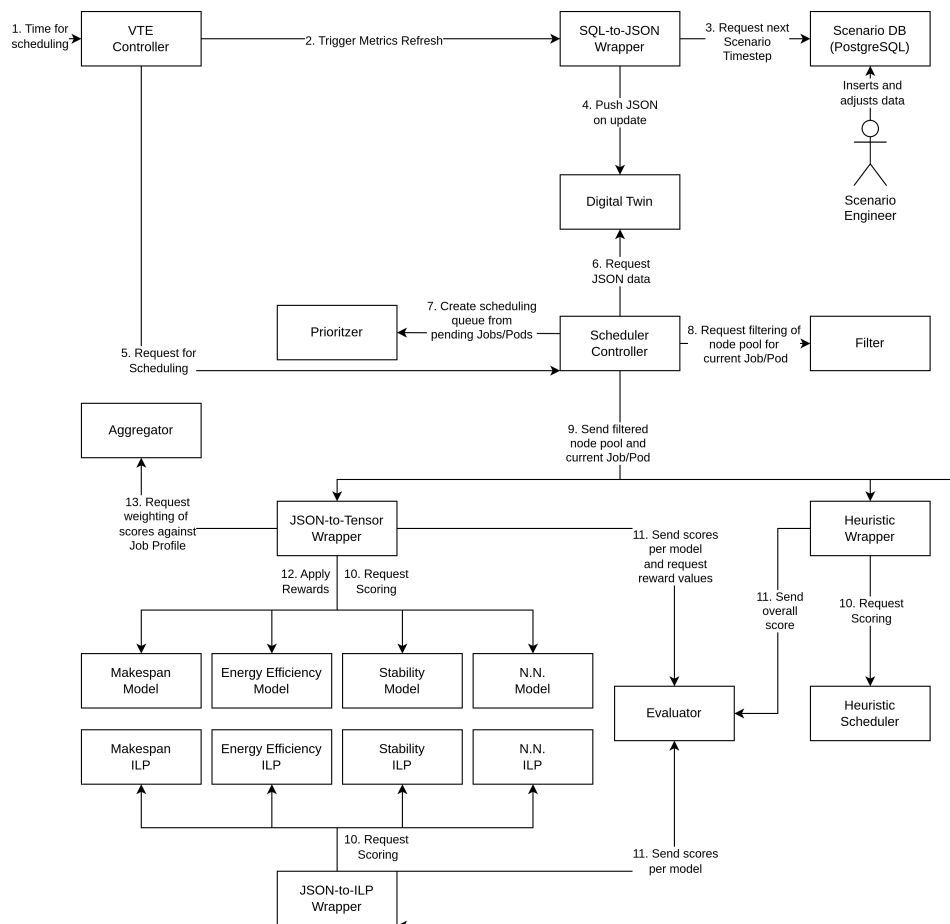 1. Time for
scheduling
VTE
Controller
2. Trigger Metrics Refresh
SQL-to-JSON
Wrapper
3. Request next
Scenario
Timestep
Scenario DB
(PostgreSQL)
Inserts and
adjusts data
4. Push JSON
on update
Digital Twin
Scenario
Engineer
6. Request
JSON data
7. Create scheduling
queue from
pending Jobs/Pods
Prioritzer
Scheduler
Controller
8. Request filtering of
node pool for
current Job/Pod
Filter
5. Request for
Scheduling
Aggregator
9. Send filtered
node pool and
current Job/Pod
13. Request
weighting of
scores against
Job Profile
JSON-to-Tensor
Wrapper
11. Send scores
per model
and request
reward values
Heuristic
Wrapper
12. Apply
Rewards
10. Request
Scoring
11. Send
overall
score
10. Request
Scoring
Makespan
Model
Energy Efficiency
Model
Stability
Model
N.N.
Model
Evaluator
Heuristic
Scheduler
Makespan
ILP
Energy Efficiency
ILP
Stability
ILP
N.N.
ILP
10. Request
Scoring
11. Send scores
per model
JSON-to-ILP
Wrapper